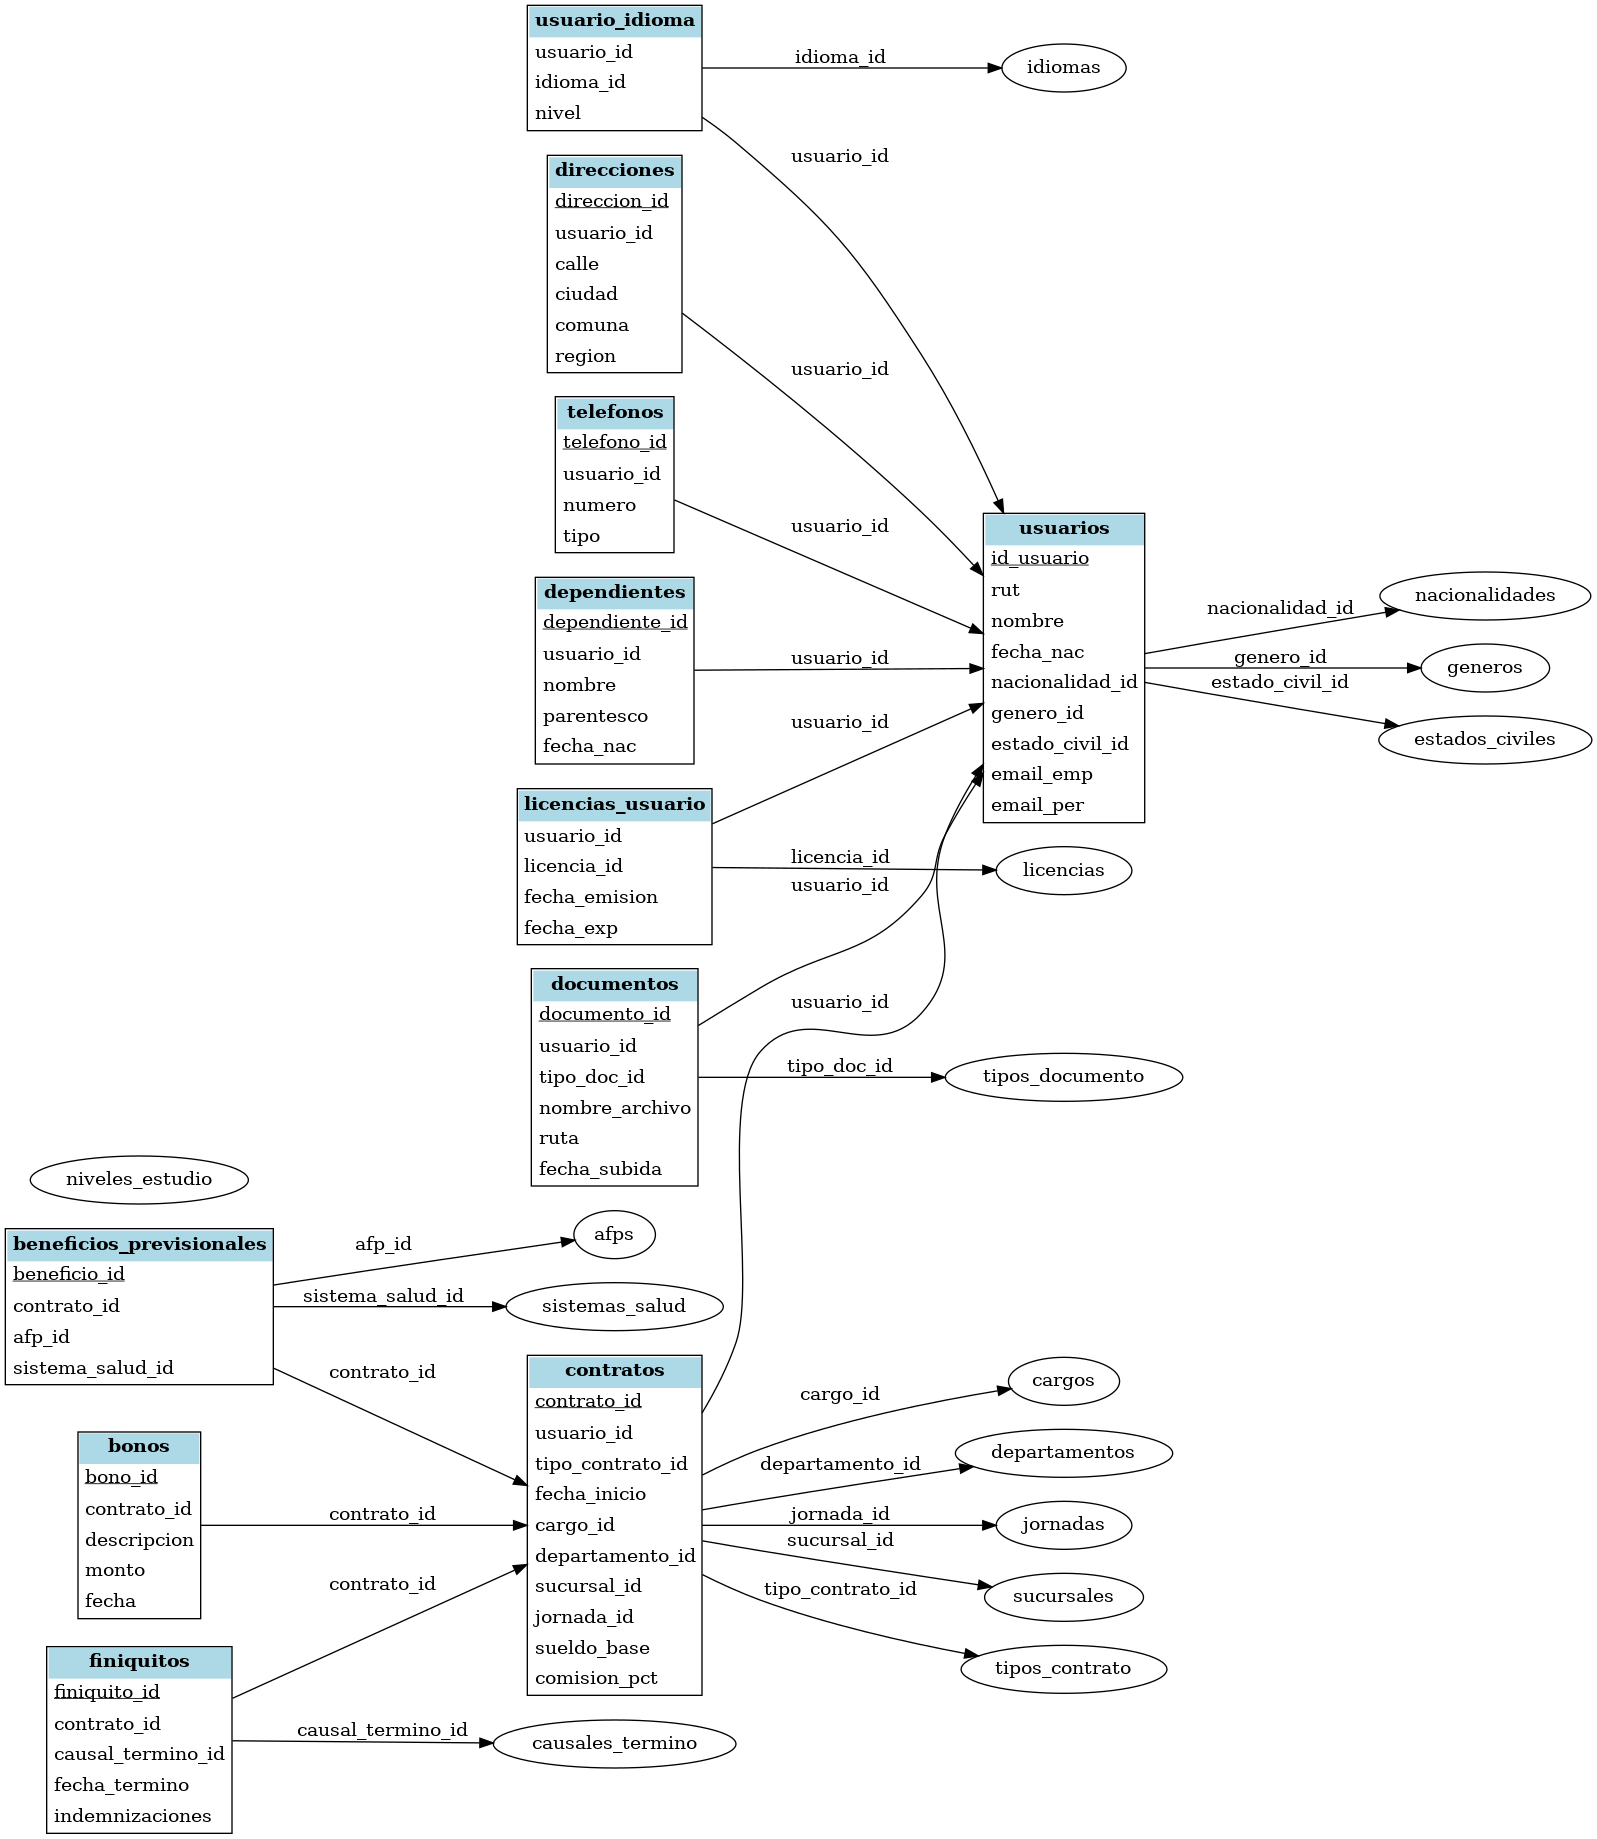 usuario_idioma
usuario_id
idioma_id
nivel
idioma_id
idiomas
usuario_id
direcciones
direccion_id
usuario_id
calle
ciudad
comuna
region
usuario_id
telefonos
telefono_id
usuario_id
numero
tipo
usuario_id
usuarios
id_usuario
rut
nombre
fecha_nac
nacionalidad_id
genero_id
estado_civil_id
email_emp
email_per
nacionalidad_id
nacionalidades
genero_id
generos
estado_civil_id
estados_civiles
dependientes
dependiente_id
usuario_id
nombre
parentesco
fecha_nac
usuario_id
usuario_id
licencias_usuario
usuario_id
licencia_id
fecha_emision
fecha_exp
licencia_id
licencias
usuario_id
documentos
documento_id
usuario_id
tipo_doc_id
nombre_archivo
ruta
fecha_subida
usuario_id
tipo_doc_id
tipos_documento
niveles_estudio
beneficios_previsionales
beneficio_id
contrato_id
afp_id
sistema_salud_id
afp_id
afps
sistema_salud_id
sistemas_salud
contrato_id
contratos
contrato_id
usuario_id
tipo_contrato_id
fecha_inicio
cargo_id
departamento_id
sucursal_id
jornada_id
sueldo_base
comision_pct
cargo_id
cargos
departamento_id
departamentos
jornada_id
jornadas
sucursal_id
sucursales
tipo_contrato_id
tipos_contrato
bonos
bono_id
contrato_id
descripcion
monto
fecha
contrato_id
contrato_id
finiquitos
finiquito_id
contrato_id
causal_termino_id
fecha_termino
indemnizaciones
causal_termino_id
causales_termino